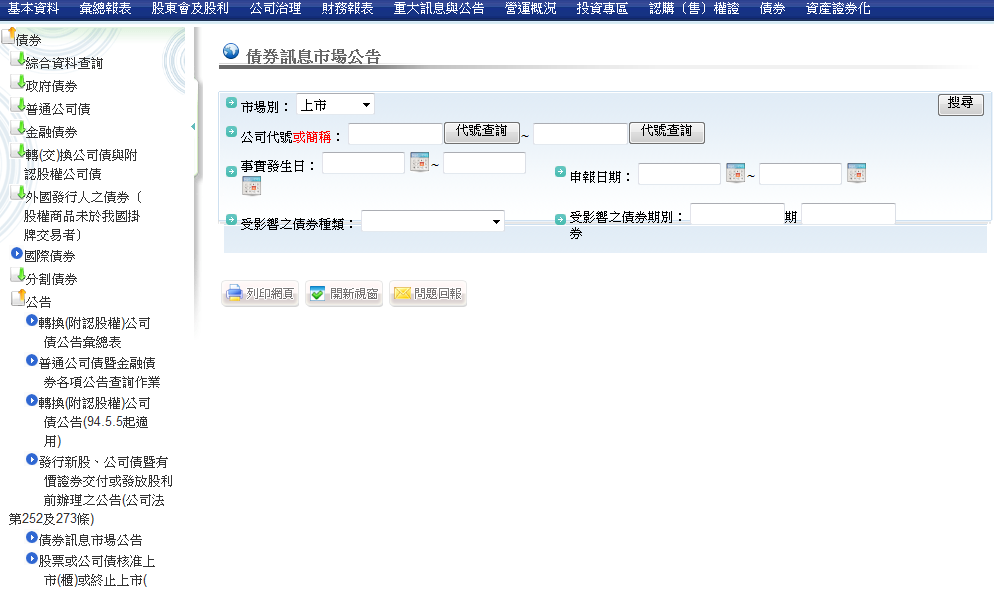 基本資料 彙總報表 股東會及股利 公司治理 財務報表 重大訊息與公告 營運概況 投資專區 認購〔售〕權證 債券 資產證券化
債券
綜合資料查詢
政府債券
普通公司債
金融債券
轉(交)換公司債與附
認股權公司債
外國發行人之債券〔
股權商品未於我國掛
牌交易者〕
國際債券
分割債券
公告
轉換(附認股權)公司
債公告彙總表
普通公司債暨金融債
券各項公告查詢作業
轉換(附認股權)公司
債公告(94.5.5起適
用)
發行新股、公司債暨有
價證券交付或發放股利
前辦理之公告(公司法
第252及273條)
債券訊息市場公告
股票或公司債核准上
市(櫃)或終止上市(
債券訊息市場公告
市場別： 上市 搜尋
公司代號或簡稱： 代號查詢 ~ 代號查詢
事實發生日： ~ 申報日期： ~
受影響之債券種類： 受影響之債券期別： 期
券
列印網頁 開新視窗 問題回報